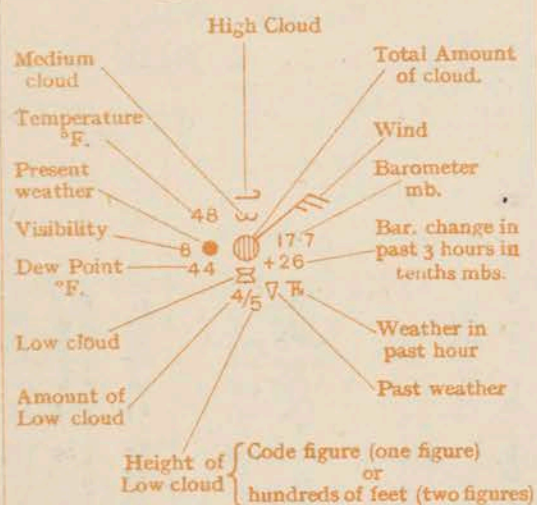 High Cloud
Medium
cloud
Total Amount
of cloud.
Temperature
°F.
Wind
Present
weather
Barometer
mb.
48
Visibility
8
17.7
Bar. change in
past 3 hours in
tenths mbs.
Dew Point
°F.
44
+26
4/5
Low cloud
Weather in
past hour
Amount of
Low cloud
Past weather
Height of
Low cloud
Code figure (one figure)
or
hundreds of feet (two figures)